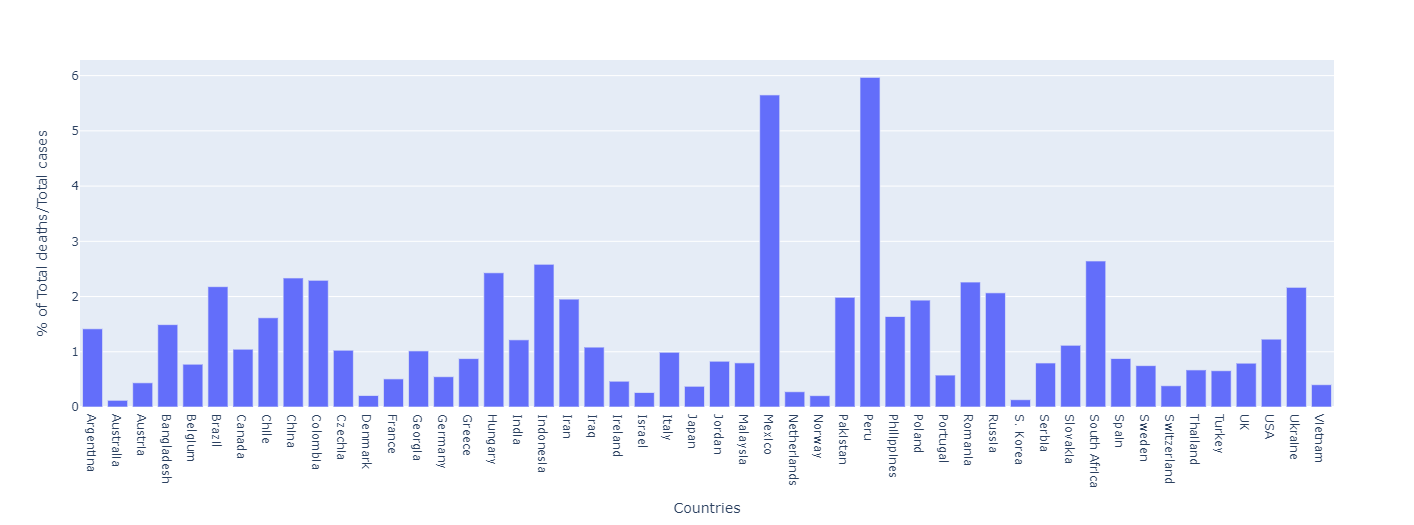 % of Total deaths/Total cases
6
5
4
3
2
1
0
Argentina
Australia
Austria
Bangladesh
Belgium
Brazil
Canada
Chile
China
Colombia
Czechia
Denmark
France
Georgia
Germany
Greece
Hungary
India
Indonesia
Iran
Iraq
Ireland
Israel
Italy
Japan
Jordan
Malaysia
Mexico
Netherlands
Norway
Pakistan
Peru
Philippines
Poland
Portugal
Romania
Russia
S. Korea
Serbia
Slovakia
South Africa
Spain
Sweden
Switzerland
Thailand
Turkey
UK
USA
Ukraine
Vietnam
Countries